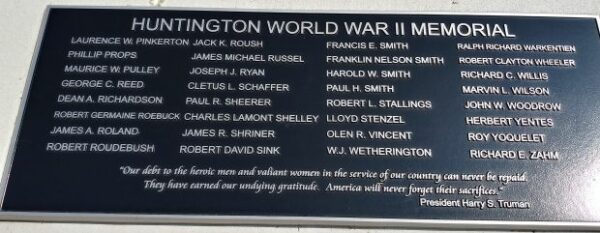 HUNTINGTON WORLD WAR II MEMORIAL
LAURENCE W. PINKERTON JACK K. ROUSH FRANCIS E. SMITH RALPH RICHARD WARKENTIEN
PHILLIP PROPS JAMES MICHAEL RUSSEL FRANKLIN NELSON SMITH ROBERT CLAYTON WHEELER
MAURICE W. PULLEY JOSEPH J. RYAN HAROLD W. SMITH RICHARD C. WILLIS
GEORGE C. REED CLETUS L. SCHAFFER PAUL H. SMITH MARVIN L. WILSON
DEAN A. RICHARDSON PAUL R. SHEERER ROBERT L. STALLINGS JOHN W. WOODROW
ROBERT GERMAINE ROEBUCK CHARLES LAMONT SHELLEY LLOYD STENZEL HERBERT YENTES
JAMES A. ROLAND JAMES R. SHRINER OLEN R. VINCENT ROY YOQUELET
ROBERT ROUDEBUSH ROBERT DAVID SINK W.J. WETHERINGTON RICHARD E. ZAHM
"Our debt to the heroic men and valiant women in the service of our country can never be repaid.
They have earned our undying gratitude. America will never forget their sacrifices."
President Harry S. Truman